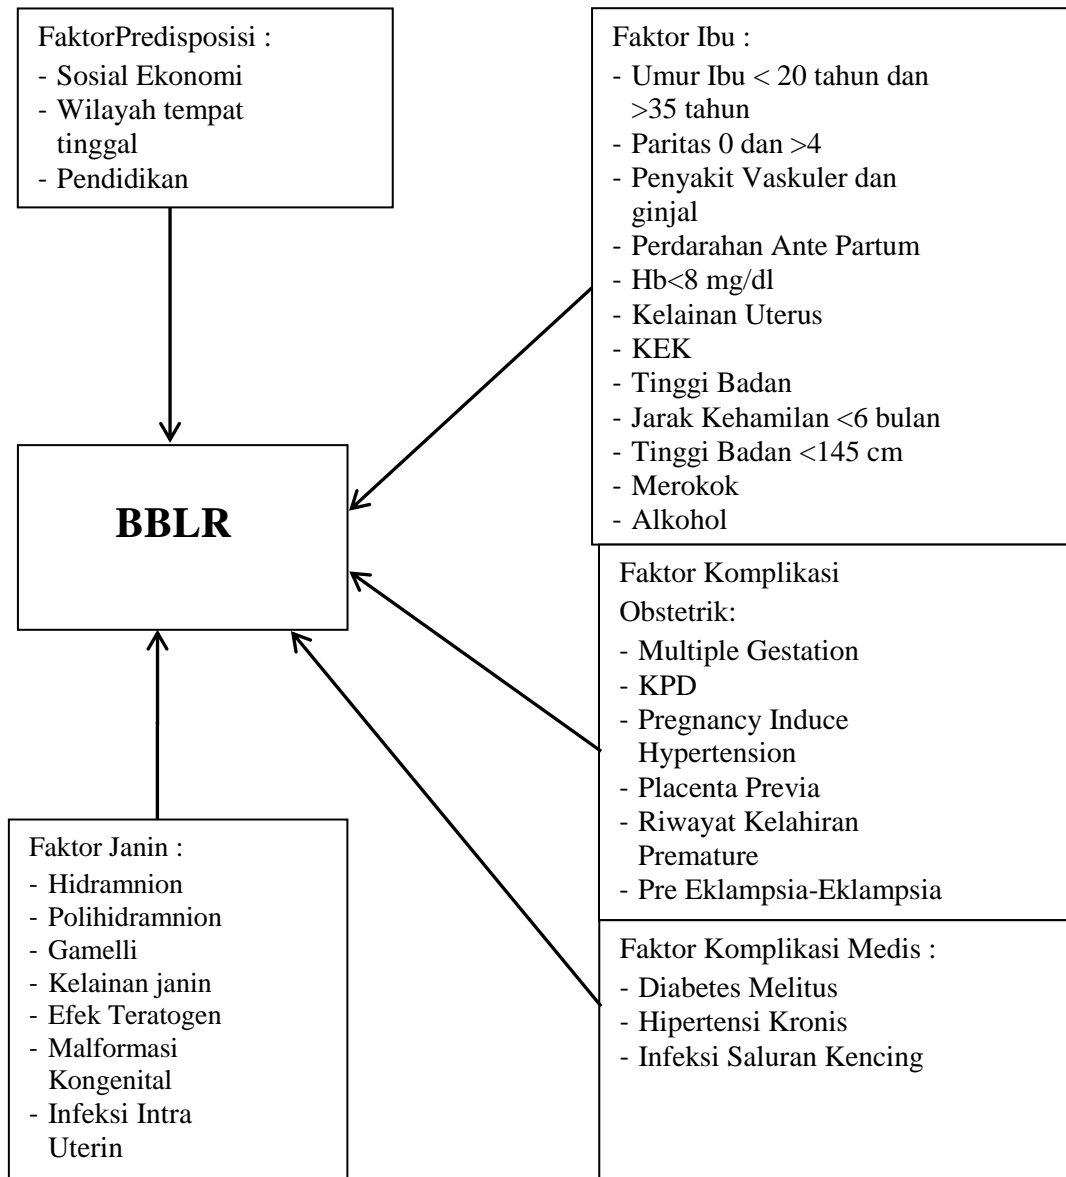 FaktorPredisposisi :
- Sosial Ekonomi
- Wilayah tempat
tinggal
- Pendidikan
Faktor Ibu :
- Umur Ibu < 20 tahun dan
>35 tahun
- Paritas 0 dan >4
- Penyakit Vaskuler dan
ginjal
- Perdarahan Ante Partum
- Hb<8 mg/dl
- Kelainan Uterus
- KEK
- Tinggi Badan
- Jarak Kehamilan <6 bulan
- Tinggi Badan <145 cm
- Merokok
- Alkohol
BBLR
Faktor Komplikasi
Obstetrik:
- Multiple Gestation
- KPD
- Pregnancy Induce
Hypertension
- Placenta Previa
- Riwayat Kelahiran
Premature
- Pre Eklampsia-Eklampsia
Faktor Janin :
- Hidramnion
- Polihidramnion
- Gamelli
- Kelainan janin
- Efek Teratogen
- Malformasi
Kongenital
- Infeksi Intra
Uterin
Faktor Komplikasi Medis :
- Diabetes Melitus
- Hipertensi Kronis
- Infeksi Saluran Kencing